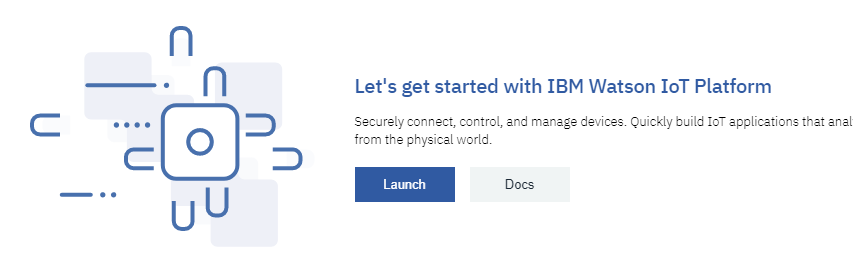 Let's get started with IBM Watson IoT Platform
Securely connect, control, and manage devices. Quickly build IoT applications that anal
from the physical world.
Launch
Docs